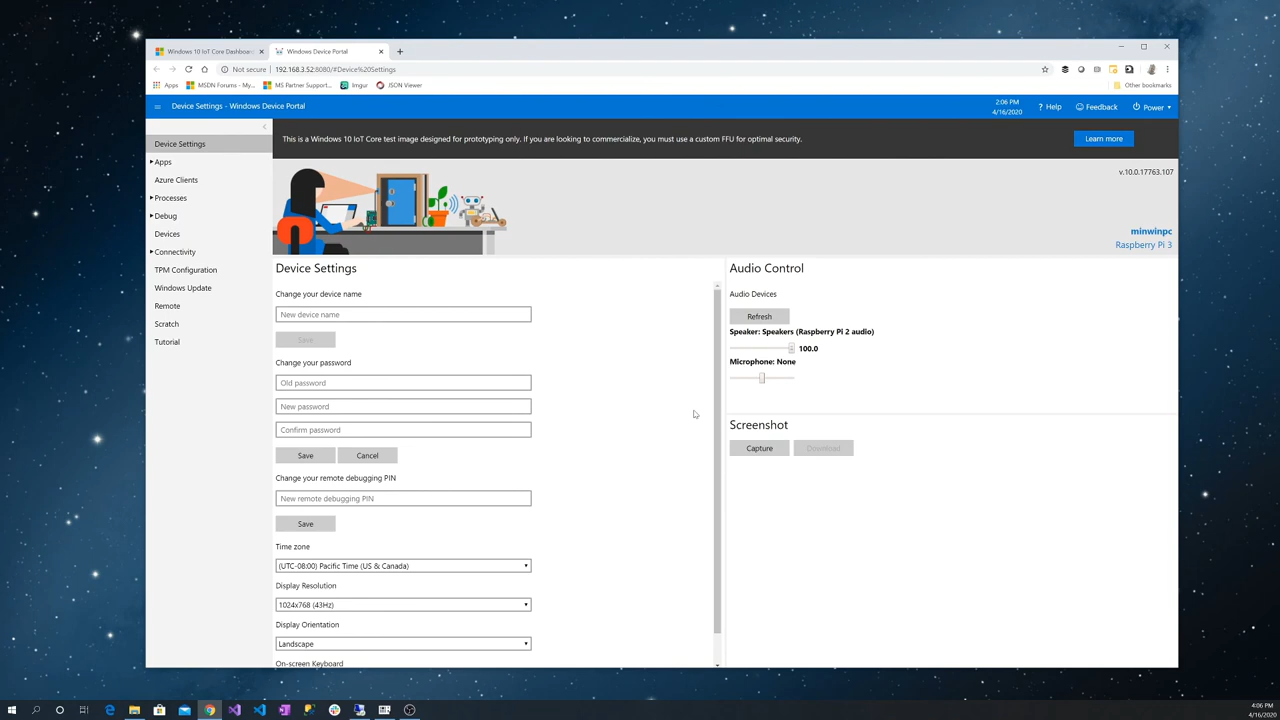 Windows 10 IoT Core Dashboar
Windows Device Portal
Not secure
192.168.3.52:8080/#Device%20Settings
Apps
MSDN Forums - My...
MS Partner Support...
Imgur
JSON Viewer
Other bookmarks
Device Settings - Windows Device Portal
2:06 PM
4/16/2020
? Help
Feedback
Power
This is a Windows 10 IoT Core test image designed for prototyping only. If you are looking to commercialize, you must use a custom FFU for optimal security.
Learn more
Device Settings
Apps
Azure Clients
Processes
Debug
Devices
Connectivity
TPM Configuration
Windows Update
Remote
Scratch
Tutorial
v.10.0.17763.107
minwinpc
Raspberry Pi 3
Device Settings
Change your device name
New device name
Save
Change your password
Old password
New password
Confirm password
Save
Cancel
Change your remote debugging PIN
New remote debugging PIN
Save
Time zone
(UTC-08:00) Pacific Time (US & Canada)
Display Resolution
1024x768 (43Hz)
Display Orientation
Landscape
On-screen Keyboard
Audio Control
Audio Devices
Refresh
Speaker: Speakers (Raspberry Pi 2 audio)
100.0
Microphone: None
Screenshot
Capture
Download
4:06 PM
4/16/2020